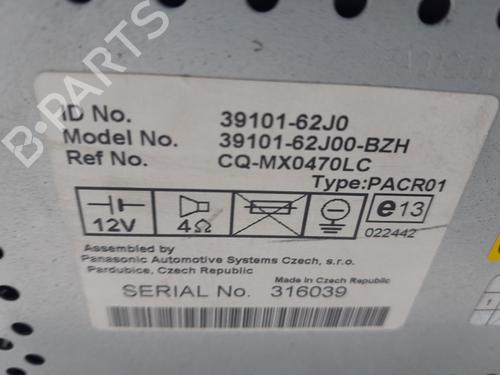 ID No. 39101-62J0
Model No. 39101-62J00-BZH
Ref No. CQ-MX0470LC
Type:PACR01
12V 4Ω e13
022442
Assembled by
Panasonic Automotive Systems Czech, s.r.o.
Pardubice, Czech Republic
Made in Czech Republic
SERIAL No. 316039
B-PARTS